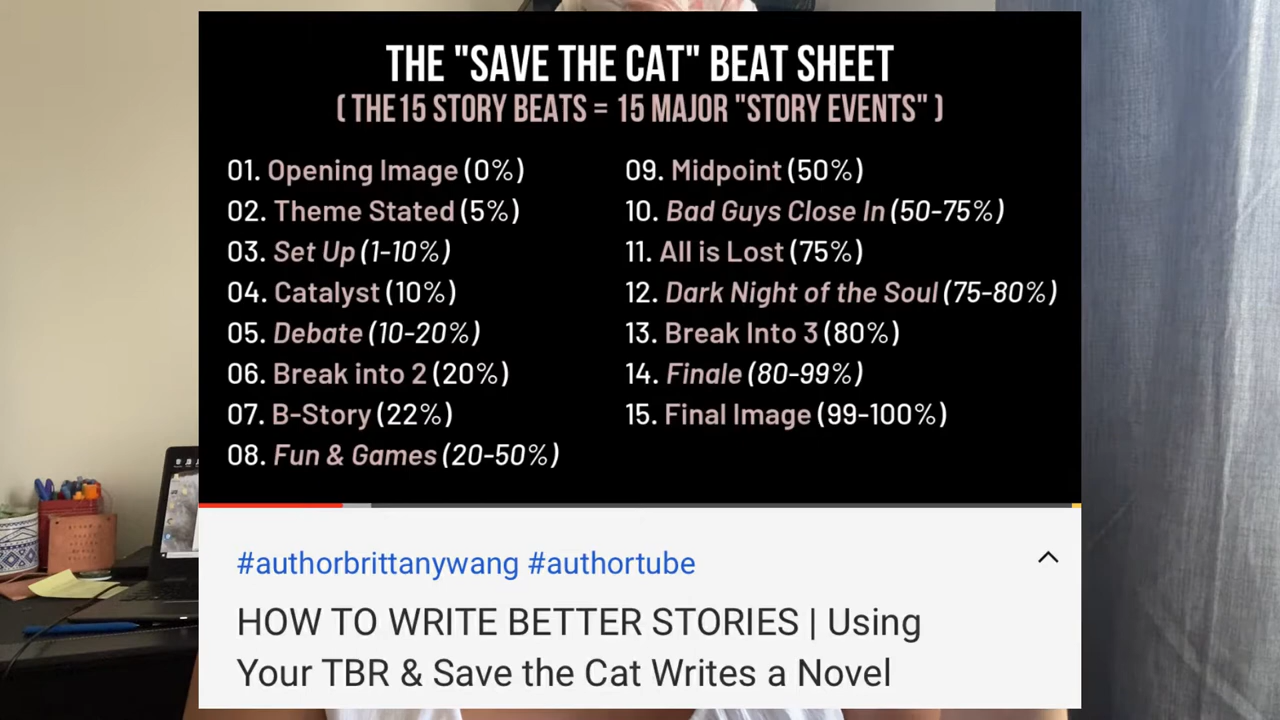 THE "SAVE THE CAT" BEAT SHEET
( THE 15 STORY BEATS = 15 MAJOR "STORY EVENTS" )
01. Opening Image (0%)
02. Theme Stated (5%)
03. Set Up (1-10%)
04. Catalyst (10%)
05. Debate (10-20%)
06. Break into 2 (20%)
07. B-Story (22%)
08. Fun & Games (20-50%)
09. Midpoint (50%)
10. Bad Guys Close In (50-75%)
11. All is Lost (75%)
12. Dark Night of the Soul (75-80%)
13. Break Into 3 (80%)
14. Finale (80-99%)
15. Final Image (99-100%)
#authorbrittanywang #authortube
HOW TO WRITE BETTER STORIES | Using
Your TBR & Save the Cat Writes a Novel